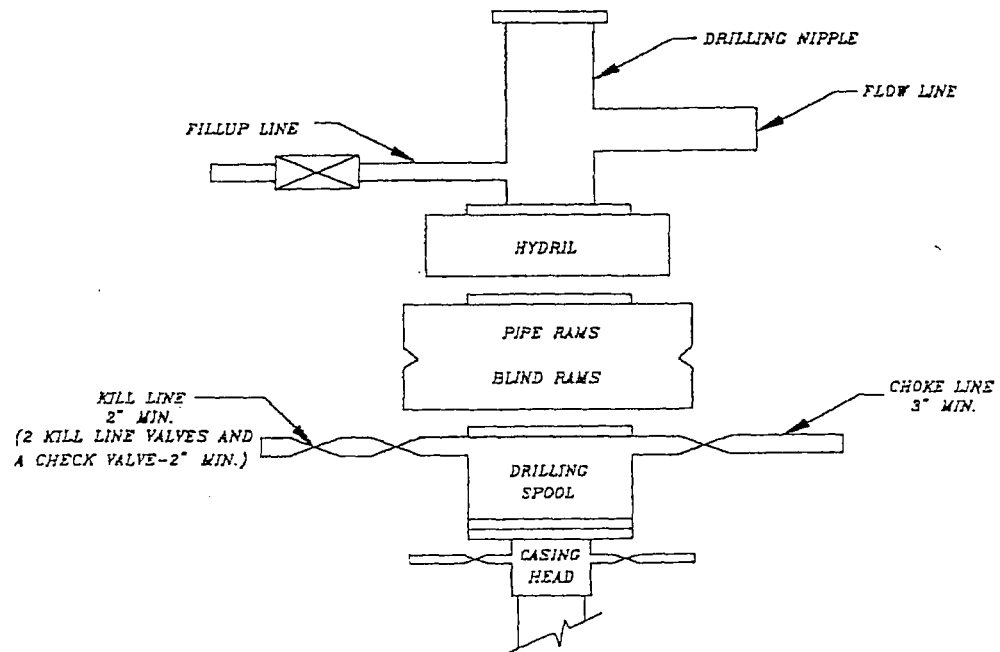 DRILLING NIPPLE
FLOW LINE
FILLUP LINE
HYDRIL
PIPE RAMS
BLIND RAMS
KILL LINE
2" MIN.
(2 KILL LINE VALVES AND
A CHECK VALVE-2" MIN.)
CHOKE LINE
3" MIN.
DRILLING
SPOOL
CASING
HEAD